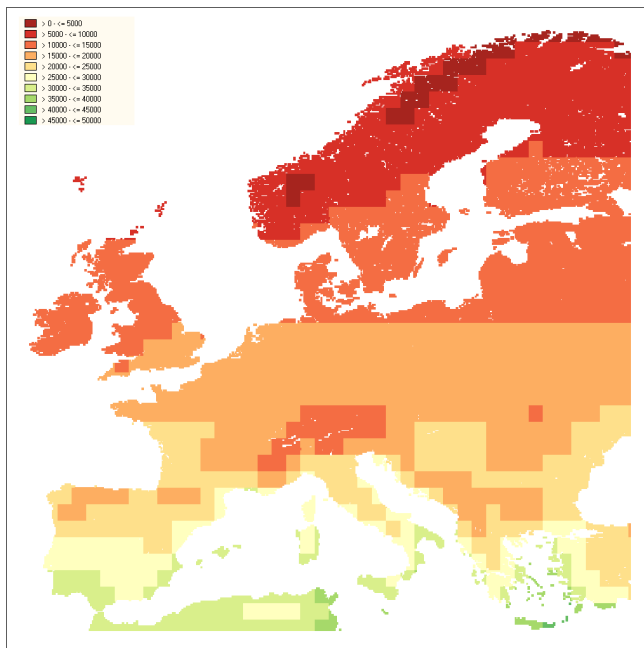 > 0 - <= 5000
> 5000 - <= 10000
> 10000 - <= 15000
> 15000 - <= 20000
> 20000 - <= 25000
> 25000 - <= 30000
> 30000 - <= 35000
> 35000 - <= 40000
> 40000 - <= 45000
> 45000 - <= 50000